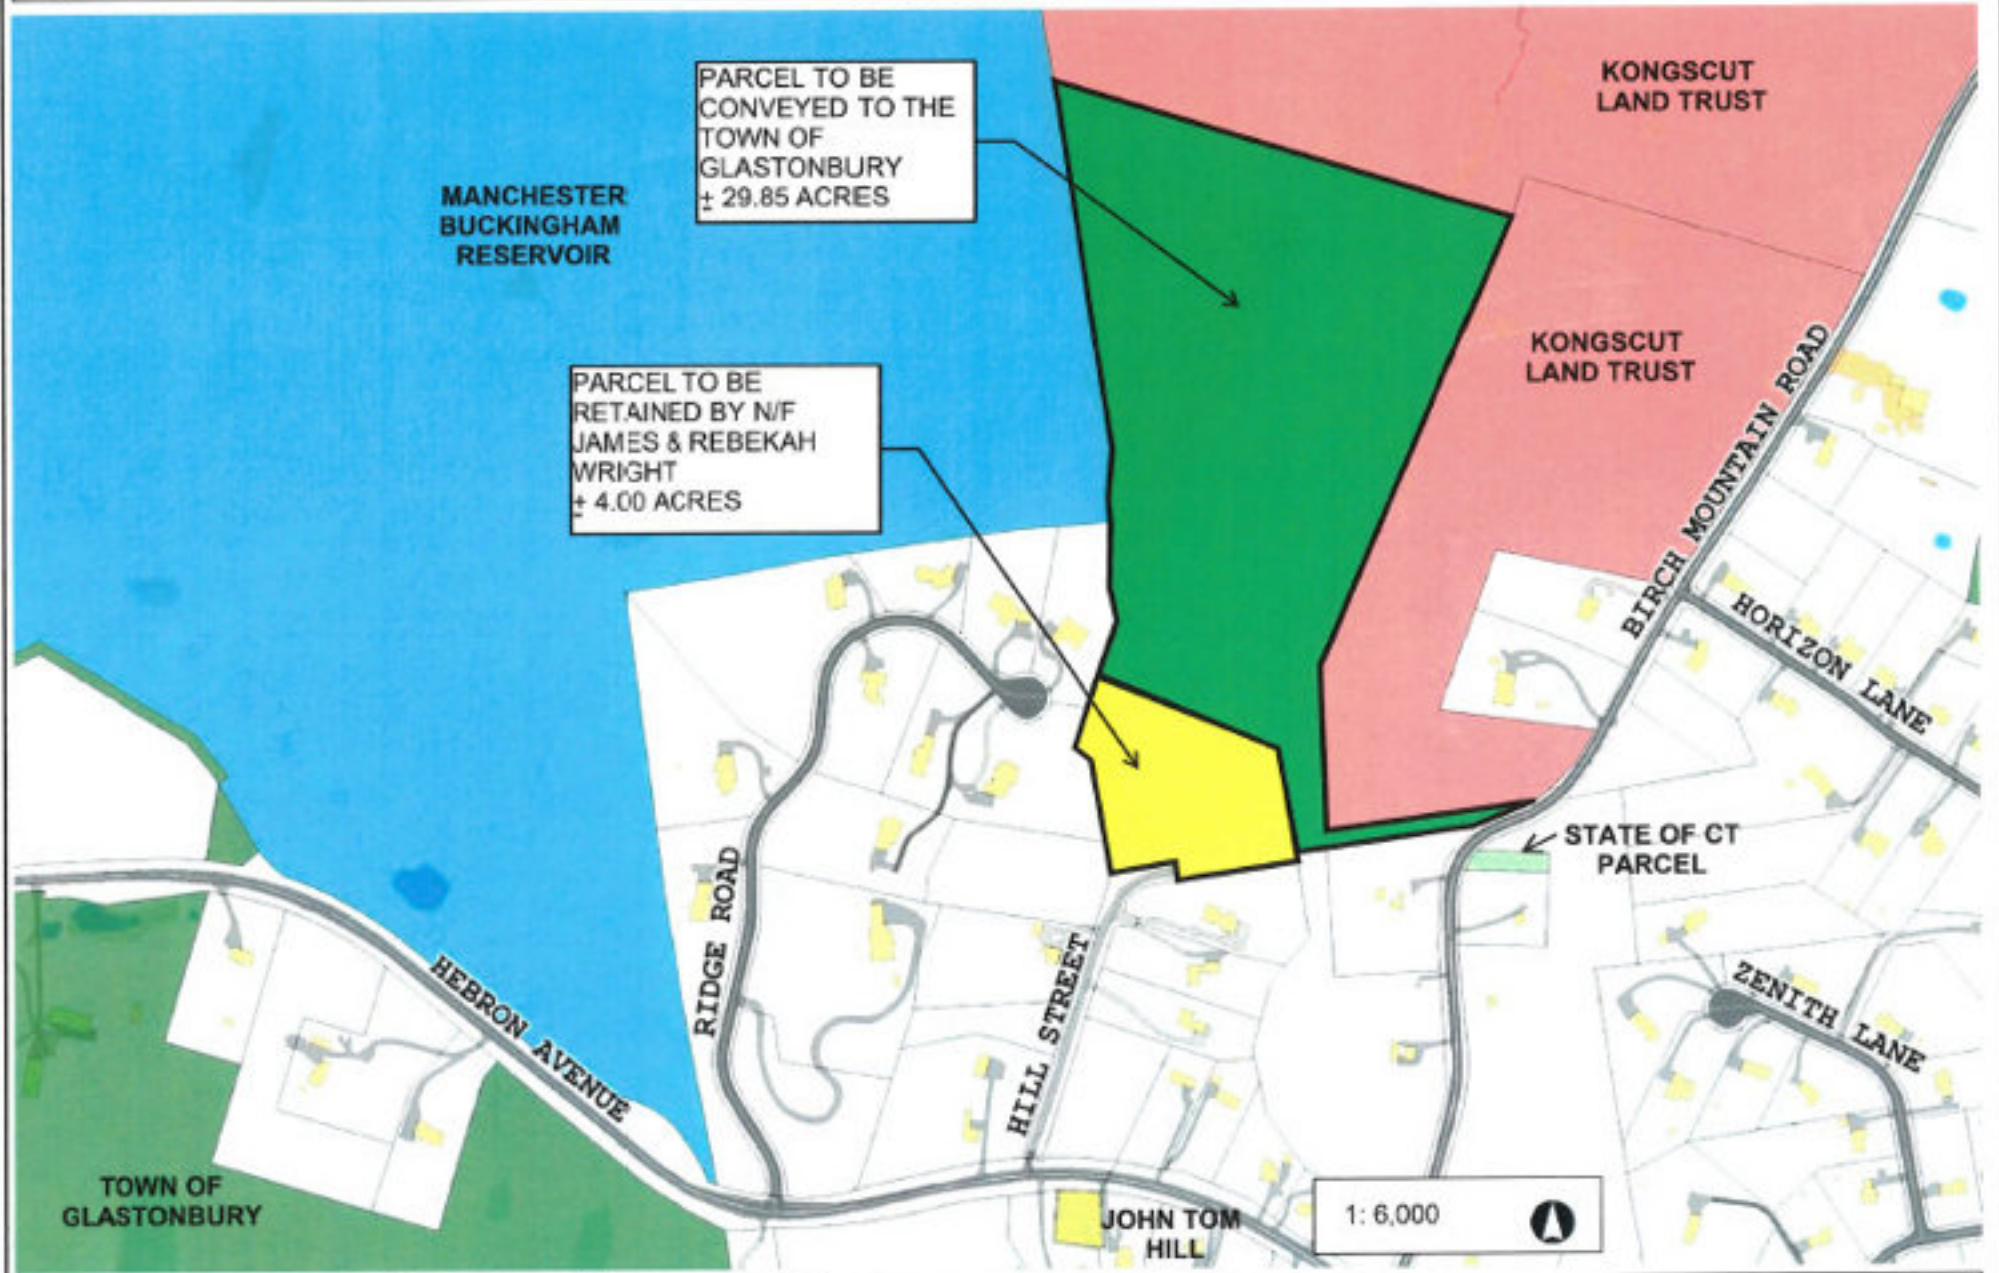 KONGSCUT
LAND TRUST
PARCEL TO BE
CONVEYED TO THE
TOWN OF
GLASTONBURY
± 29.85 ACRES
MANCHESTER
BUCKINGHAM
RESERVOIR
KONGSCUT
LAND TRUST
PARCEL TO BE
RETAINED BY N/F
JAMES & REBEKAH
WRIGHT
± 4.00 ACRES
BIRCH MOUNTAIN ROAD
HORIZON LANE
STATE OF CT
PARCEL
RIDGE ROAD
HILL STREET
HEBRON AVENUE
ZENITH LANE
TOWN OF
GLASTONBURY
JOHN TOM
HILL
1: 6,000